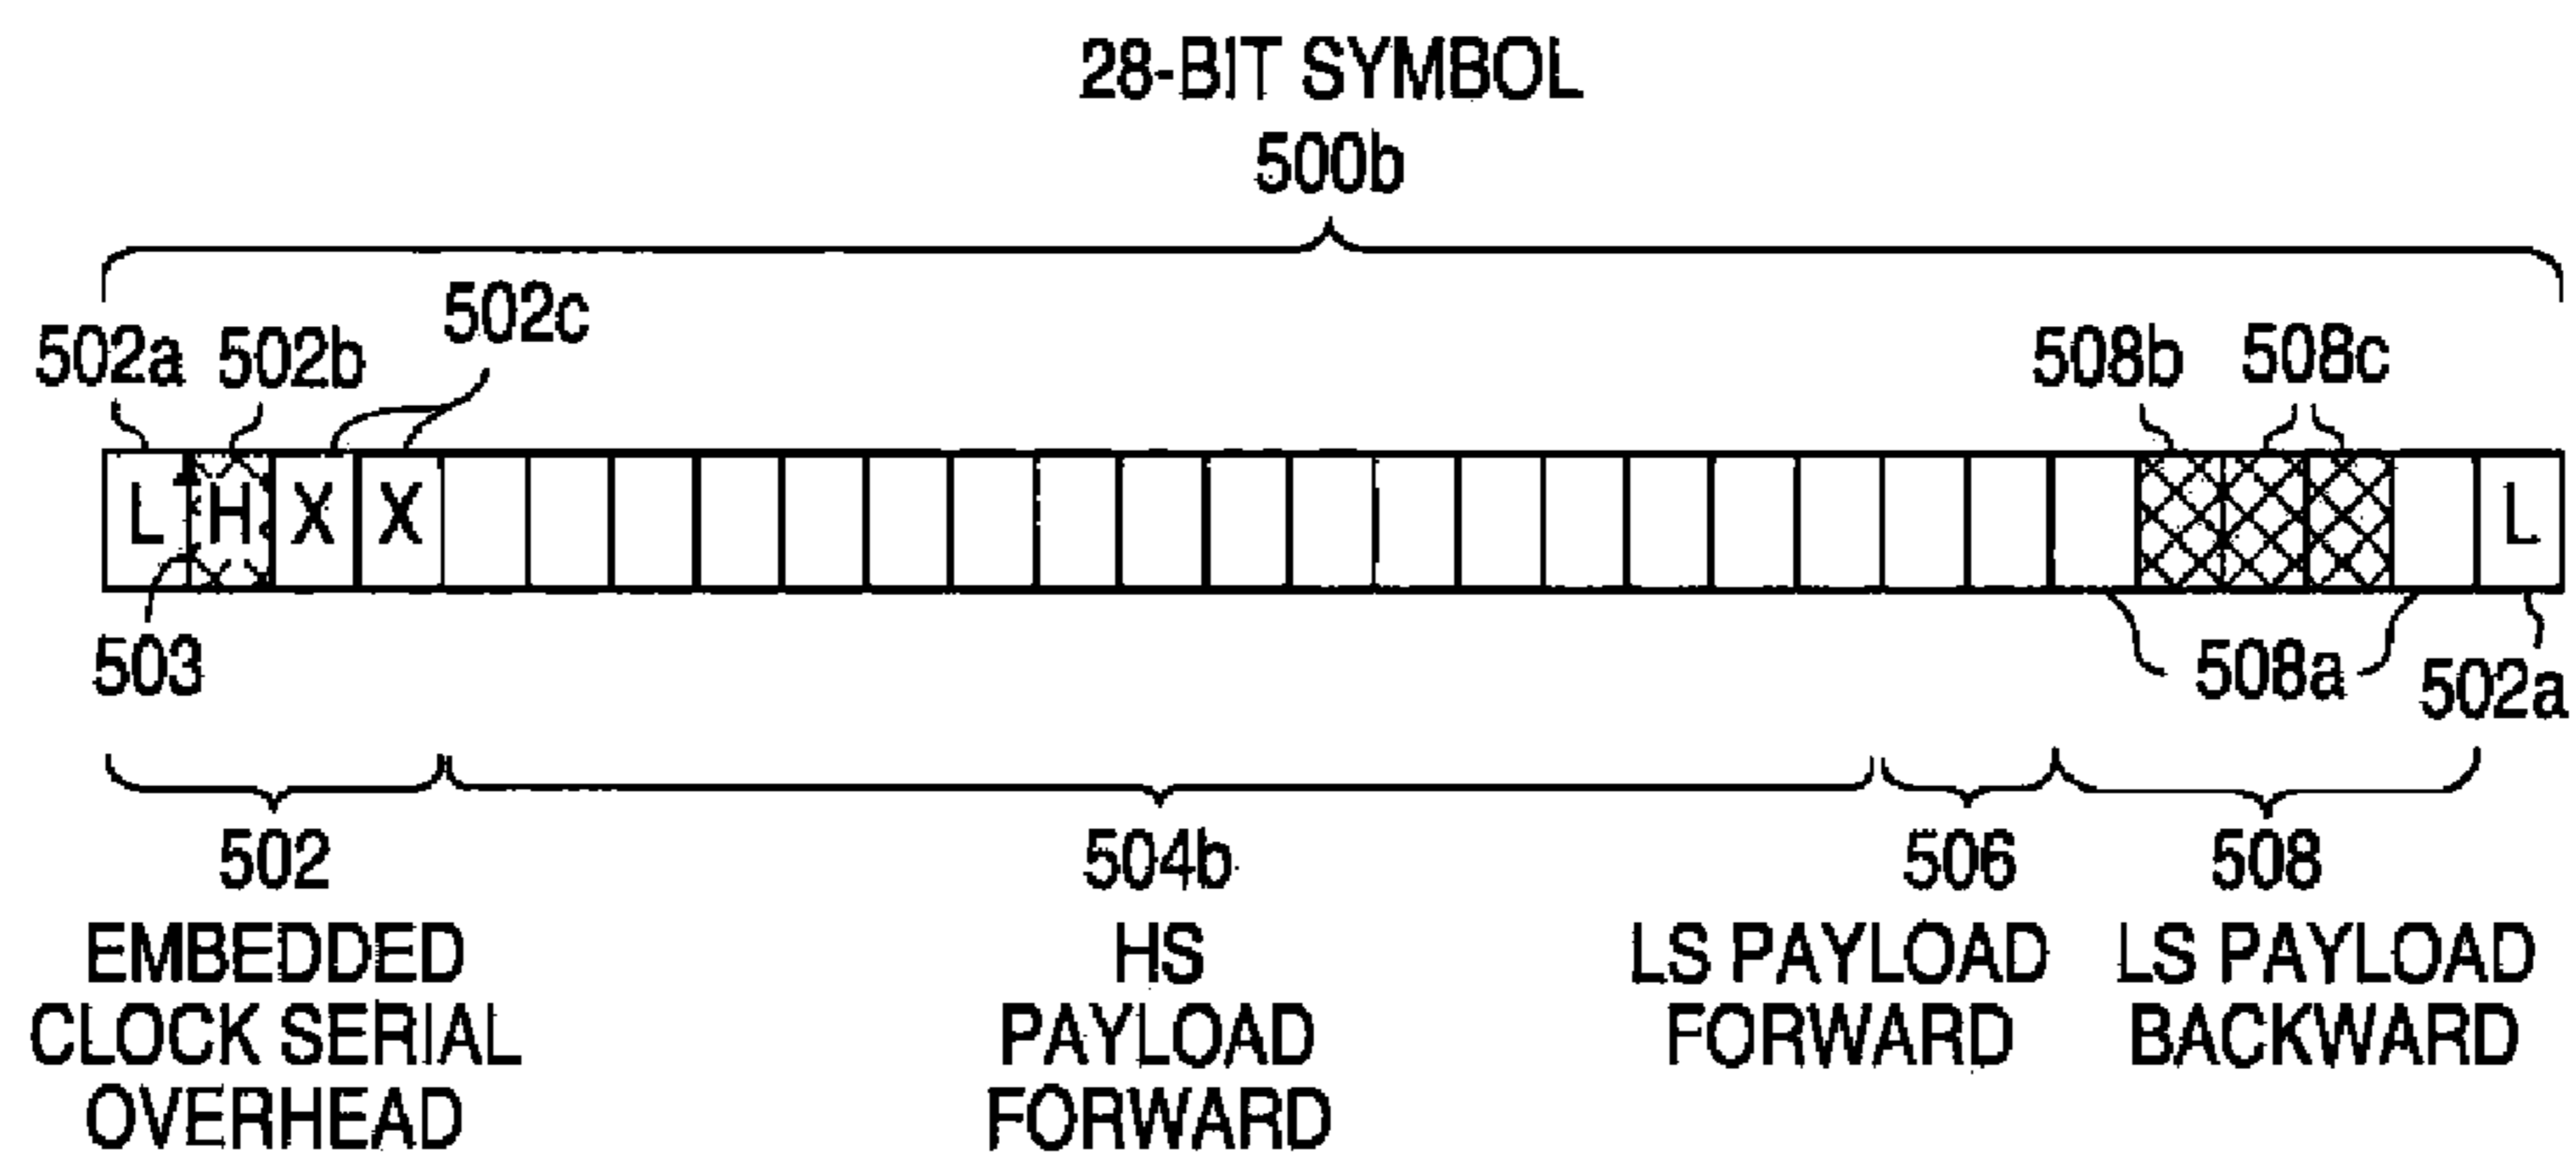 28-BIT SYMBOL
500b
502a 502b 502c 508b 508c
L H X X L
503 508a 502a
502 504b 506 508
EMBEDDED HS LS PAYLOAD LS PAYLOAD
CLOCK SERIAL PAYLOAD FORWARD BACKWARD
OVERHEAD FORWARD